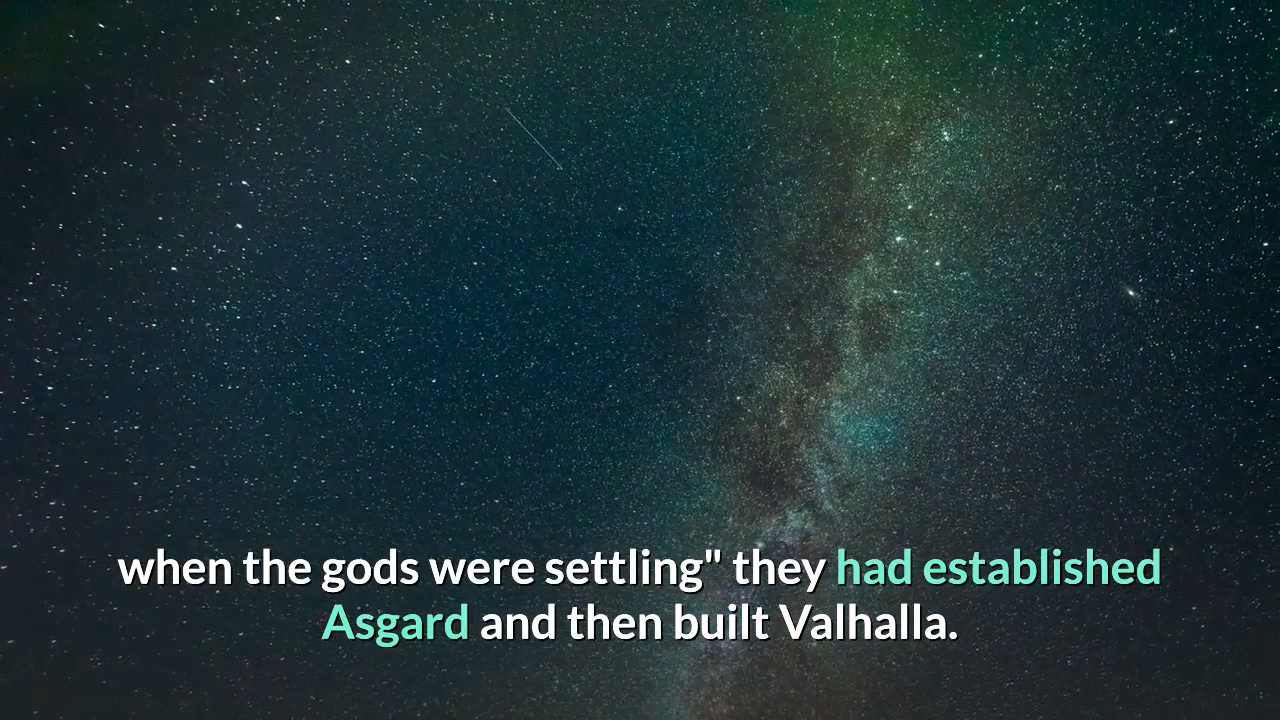 when the gods were settling" they had established
Asgard and then built Valhalla.